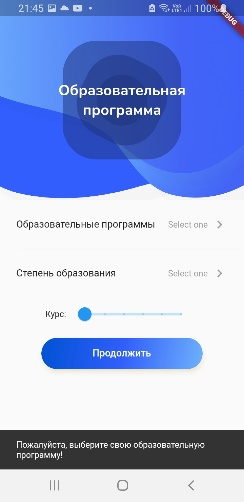 21:45
100%
DEBUG
Образовательная
программа
Образовательные программы Select one
Степень образования Select one
Курс:
Продолжить
Пожалуйста, выберите свою образовательную
программу!